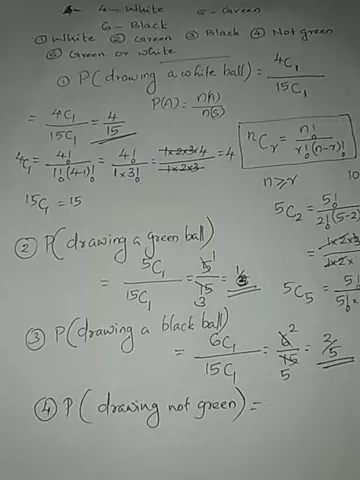 4 - White 5 - Green
6 - Black
① White ② Green ③ Black ④ Not green
⑤ Green or white
① P(drawing a white ball) = 4C₁ / 15C₁
P(A) = n(A) / n(S)
= 4C₁ / 15C₁ = 4/15
nCr = n! / r!(n-r)!
4C₁ = 4! / 1!(4-1)! = 4! / 1×3! = 1×2×3×4 / 1×2×3 = 4
n ≥ r
15C₁ = 15
5C₂ = 5! / 2!(5-2)
② P(drawing a green ball)
= 5C₁ / 15C₁ = 5/15 = 1/3
5C₅ = 5! / 5!×
③ P(drawing a black ball)
= 6C₁ / 15C₁ = 6/15 = 2/5
④ P(drawing not green) =